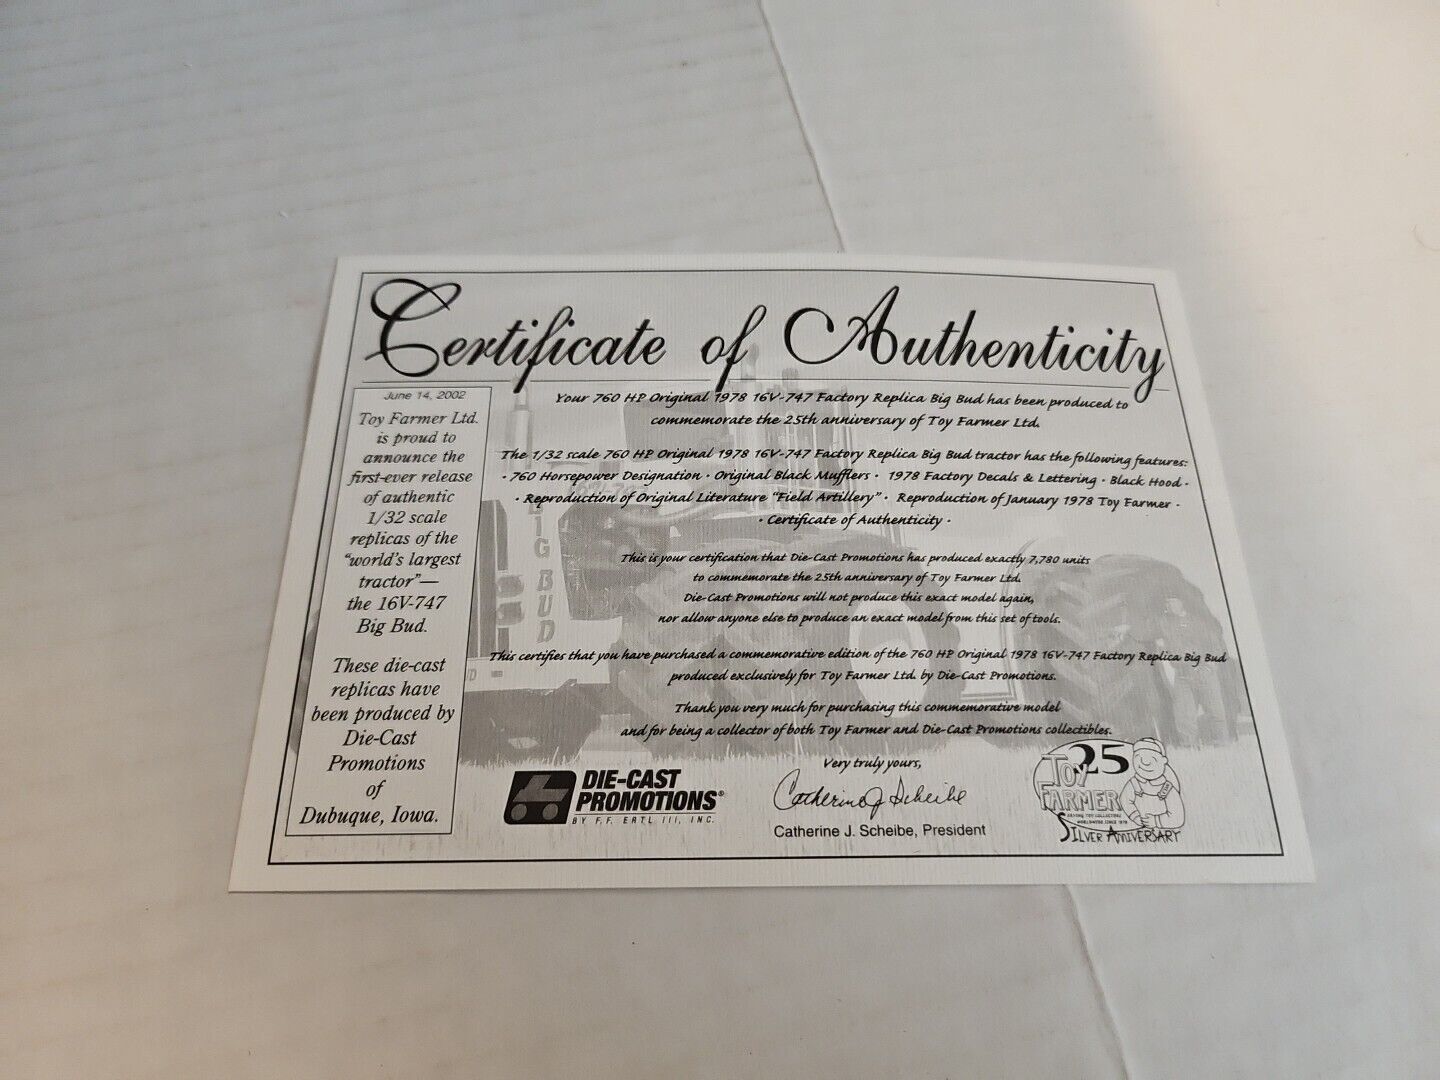 Certificate of Authenticity
June 14, 2002
Toy Farmer Ltd.
is proud to
announce the
first-ever release
of authentic
1/32 scale
replicas of the
"world's largest
tractor"—
the 16V-747
Big Bud.
These die-cast
replicas have
been produced by
Die-Cast
Promotions
of
Dubuque, Iowa.
Your 760 HP Original 1978 16V-747 Factory Replica Big Bud has been produced to
commemorate the 25th anniversary of Toy Farmer Ltd.
The 1/32 scale 760 HP Original 1978 16V-747 Factory Replica Big Bud tractor has the following features:
· 760 Horsepower Designation · Original Black Mufflers · 1978 Factory Decals & Lettering · Black Hood ·
· Reproduction of Original Literature "Field Artillery" · Reproduction of January 1978 Toy Farmer ·
· Certificate of Authenticity ·
This is your certification that Die-Cast Promotions has produced exactly 7,780 units
to commemorate the 25th anniversary of Toy Farmer Ltd.
Die-Cast Promotions will not produce this exact model again,
nor allow anyone else to produce an exact model from this set of tools.
This certifies that you have purchased a commemorative edition of the 760 HP Original 1978 16V-747 Factory Replica Big Bud
produced exclusively for Toy Farmer Ltd. by Die-Cast Promotions.
Thank you very much for purchasing this commemorative model
and for being a collector of both Toy Farmer and Die-Cast Promotions collectibles.
Very truly yours,
Catherine J. Scheibe
Catherine J. Scheibe, President
DIE-CAST
PROMOTIONS®
BY F.F. ERTL III, INC.
25
TOY
FARMER
SILVER ANIVERSARY
BIG BUD